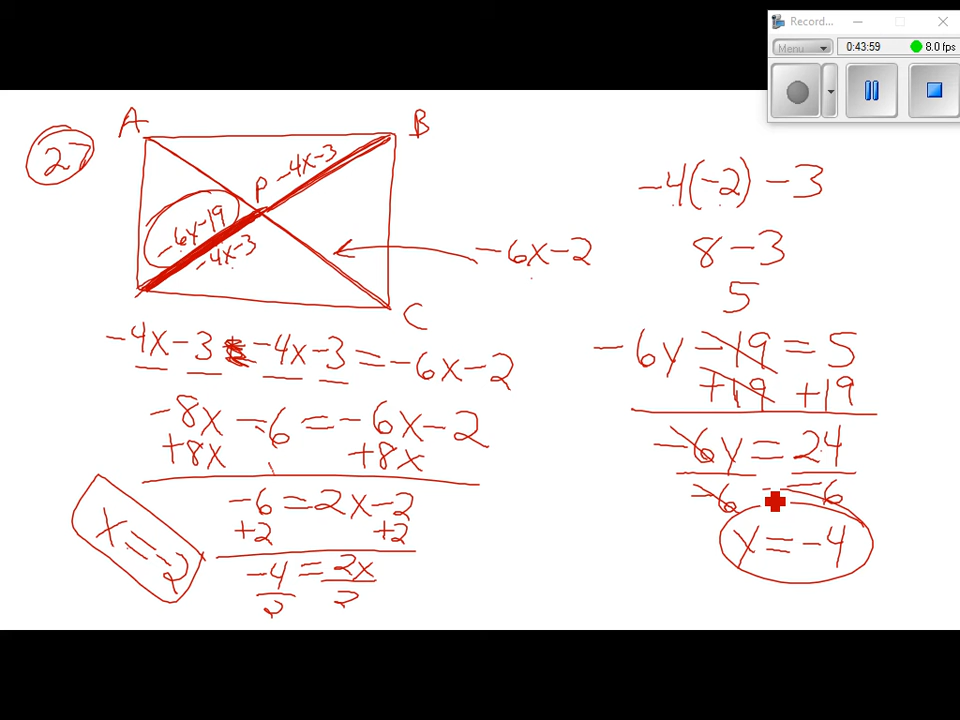 Record...
Menu
0:43:59
8.0 fps
27
A
B
P
-4x-3
-6y-19
-4x-3
-6x-2
C
-4x-3 -4x-3=-6x-2
-8x-6=-6x-2
+8x +8x
-6=2x-2
+2 +2
-4=2x
2 2
x=-2
-4(-2)-3
8-3
5
-6y-19=5
+19 +19
-6y=24
-6 -6
y=-4